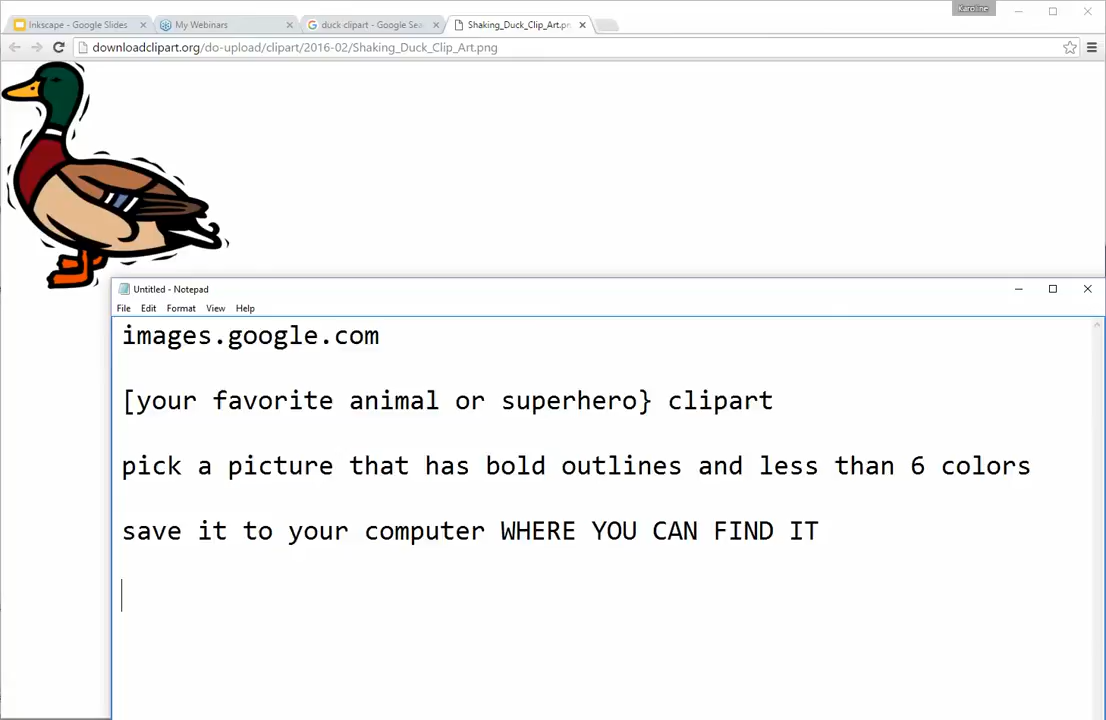 Karoline
Inkscape - Google Slides
My Webinars
duck clipart - Google Sea
Shaking_Duck_Clip_Art.pn
downloadclipart.org/do-upload/clipart/2016-02/Shaking_Duck_Clip_Art.png
Untitled - Notepad
File Edit Format View Help
images.google.com
[your favorite animal or superhero} clipart
pick a picture that has bold outlines and less than 6 colors
save it to your computer WHERE YOU CAN FIND IT